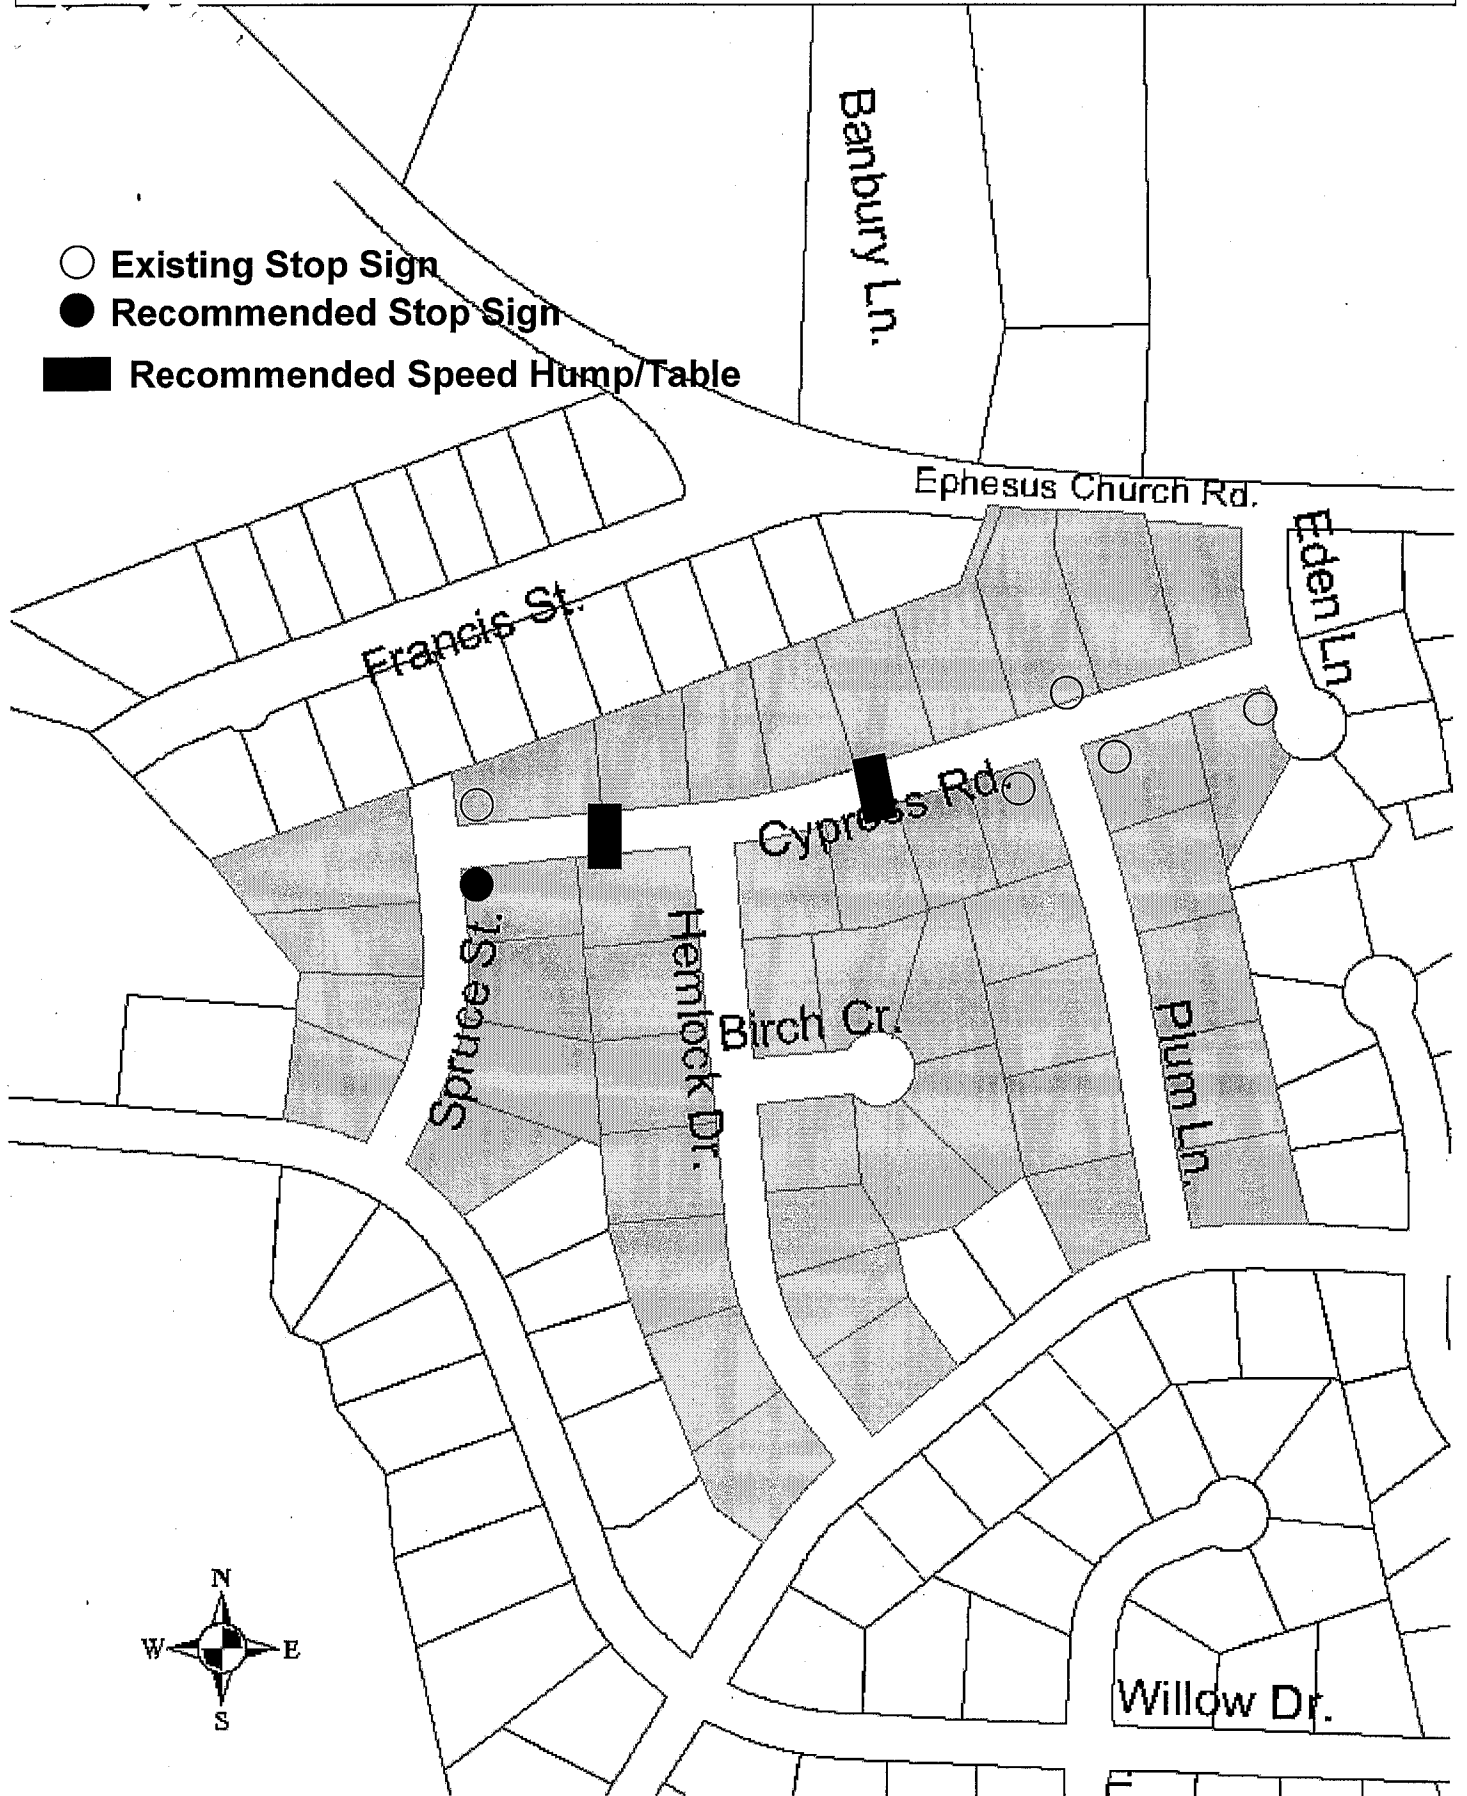 Banbury Ln.
Existing Stop Sign
Recommended Stop Sign
Recommended Speed Hump/Table
Ephesus Church Rd.
Eden Ln
Francis St.
Cypress Rd.
Spruce St.
Hemlock Dr.
Birch Cr.
Plum Ln.
N
W E
S
Willow Dr.